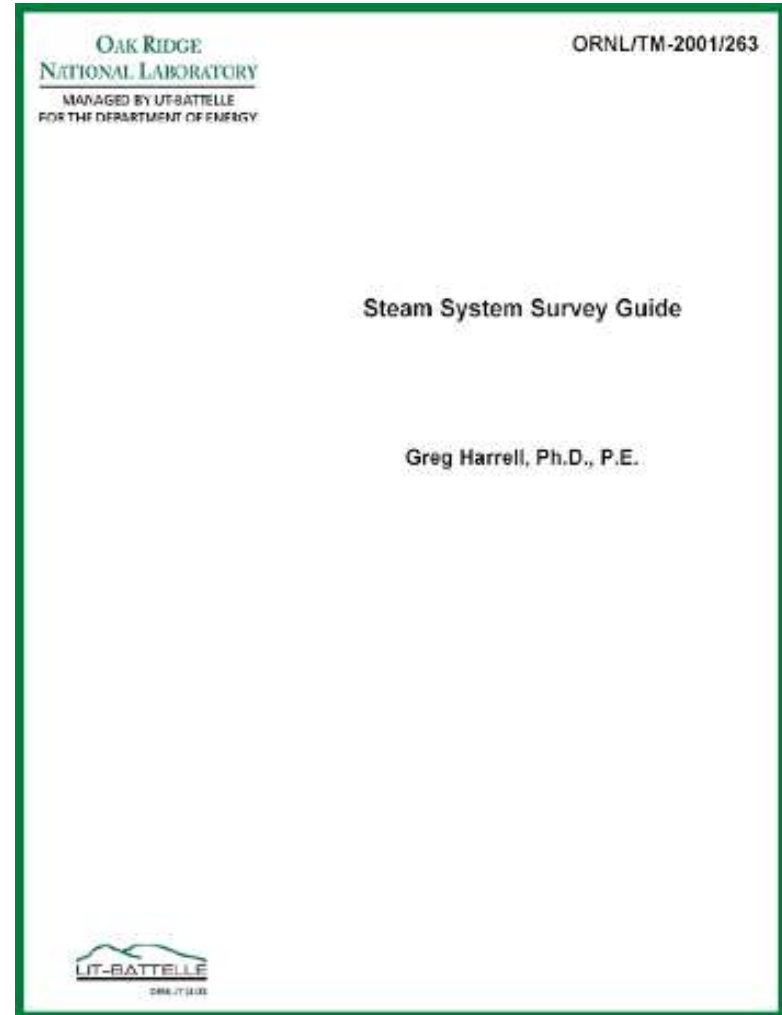 OAK RIDGE
NATIONAL LABORATORY
MANAGED BY UT-BATTELLE
FOR THE DEPARTMENT OF ENERGY
ORNL/TM-2001/263
Steam System Survey Guide
Greg Harrell, Ph.D., P.E.
UT-BATTELLE